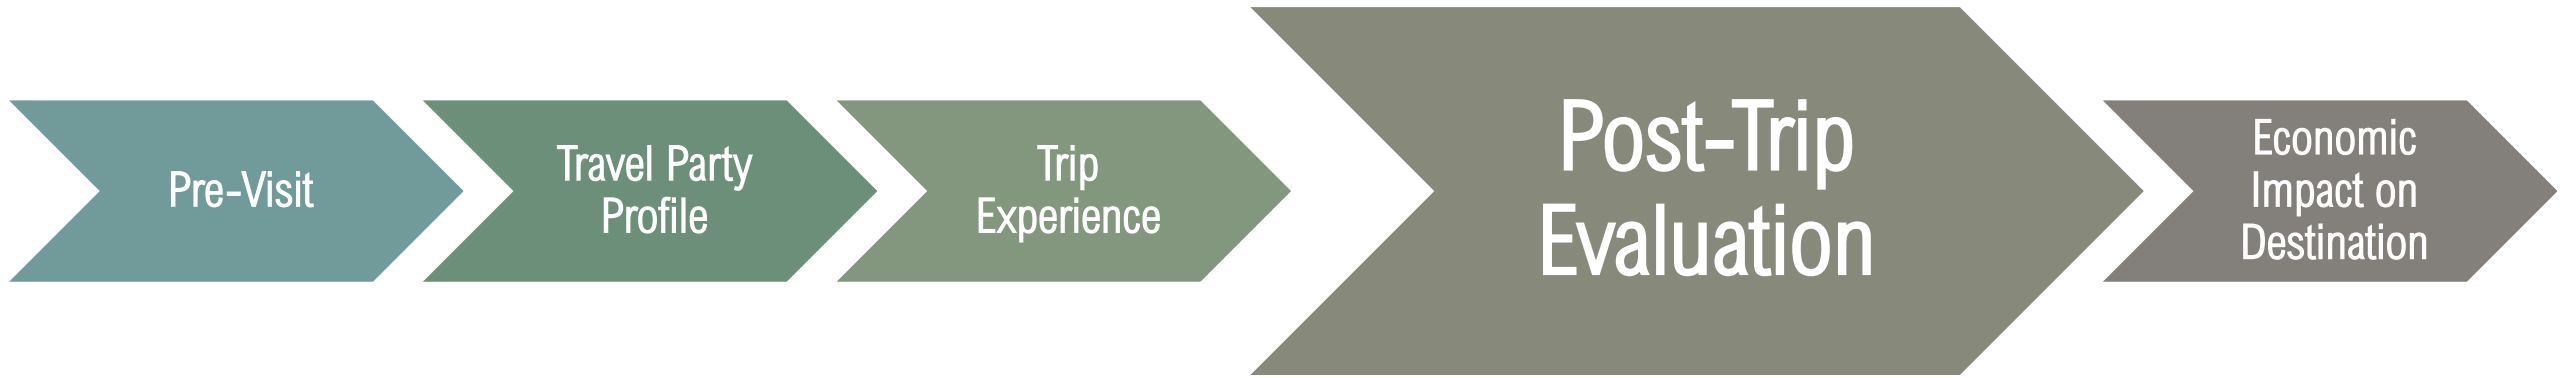 Pre-Visit
Travel Party
Profile
Trip
Experience
Post-Trip
Evaluation
Economic
Impact on
Destination